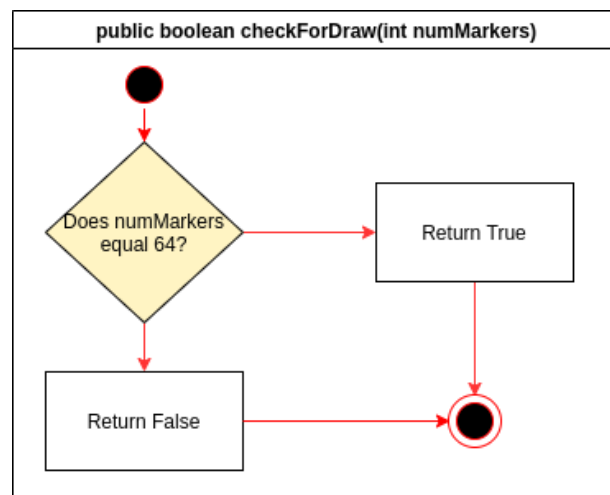 public boolean checkForDraw(int numMarkers)
Does numMarkers
equal 64?
Return True
Return False